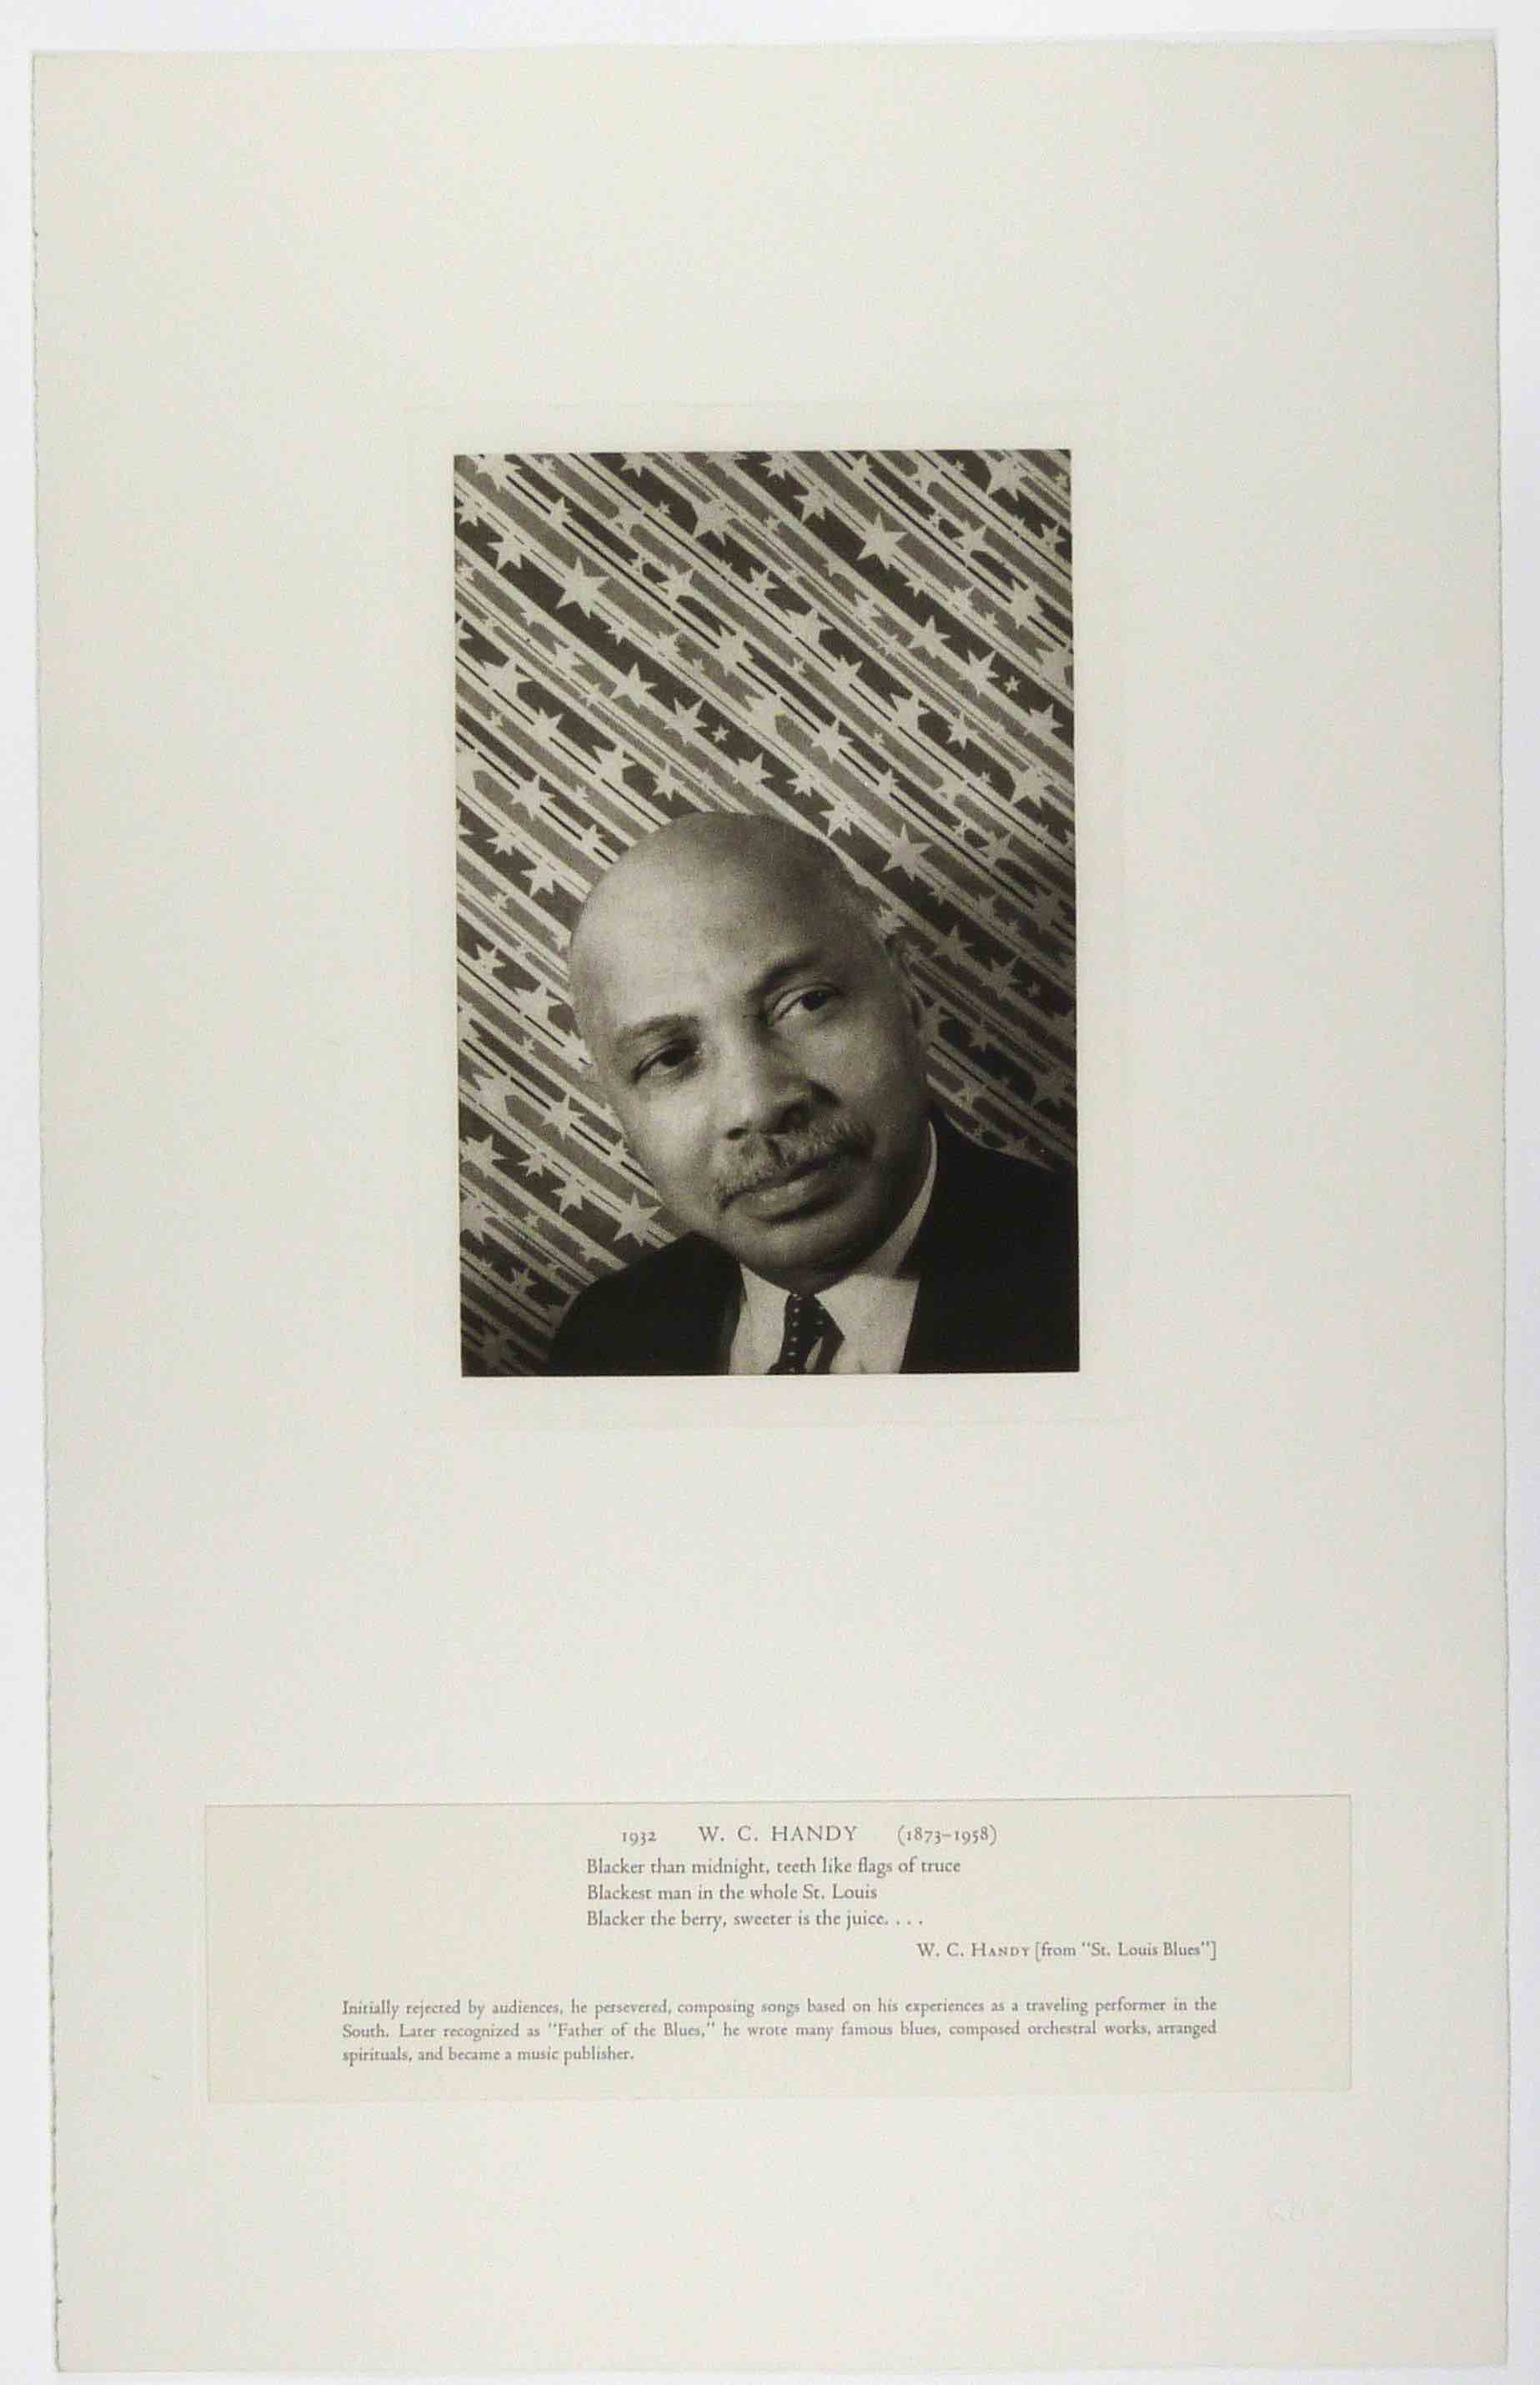 1932 W. C. HANDY (1873–1958)
Blacker than midnight, teeth like flags of truce
Blackest man in the whole St. Louis
Blacker the berry, sweeter is the juice. . . .
W. C. HANDY [from "St. Louis Blues"]
Initially rejected by audiences, he persevered, composing songs based on his experiences as a traveling performer in the
South. Later recognized as "Father of the Blues," he wrote many famous blues, composed orchestral works, arranged
spirituals, and became a music publisher.